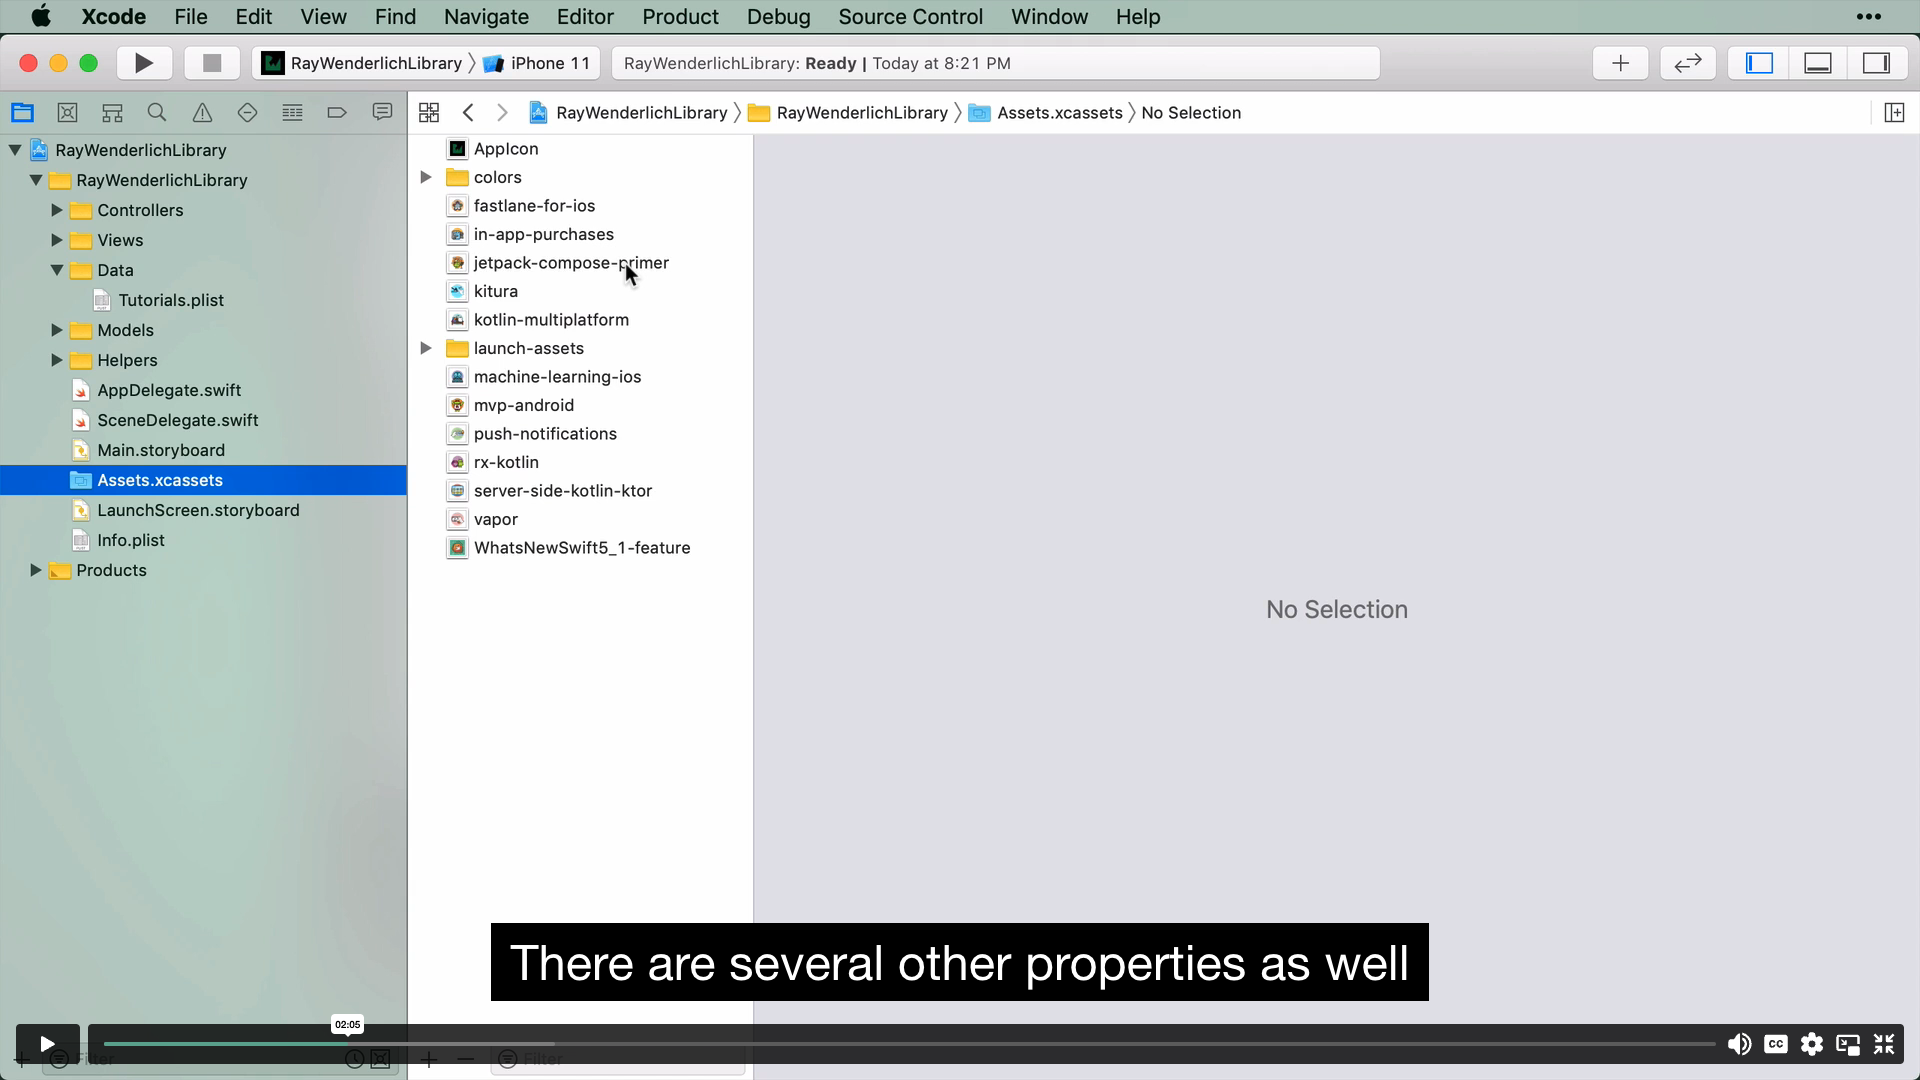 Xcode File Edit View Find Navigate Editor Product Debug Source Control Window Help
RayWenderlichLibrary iPhone 11 RayWenderlichLibrary: Ready | Today at 8:21 PM
RayWenderlichLibrary RayWenderlichLibrary Assets.xcassets No Selection
RayWenderlichLibrary
RayWenderlichLibrary
Controllers
Views
Data
Tutorials.plist
Models
Helpers
AppDelegate.swift
SceneDelegate.swift
Main.storyboard
Assets.xcassets
LaunchScreen.storyboard
Info.plist
Products
AppIcon
colors
fastlane-for-ios
in-app-purchases
jetpack-compose-primer
kitura
kotlin-multiplatform
launch-assets
machine-learning-ios
mvp-android
push-notifications
rx-kotlin
server-side-kotlin-ktor
vapor
WhatsNewSwift5_1-feature
No Selection
There are several other properties as well
02:05
CC
Filter
Filter